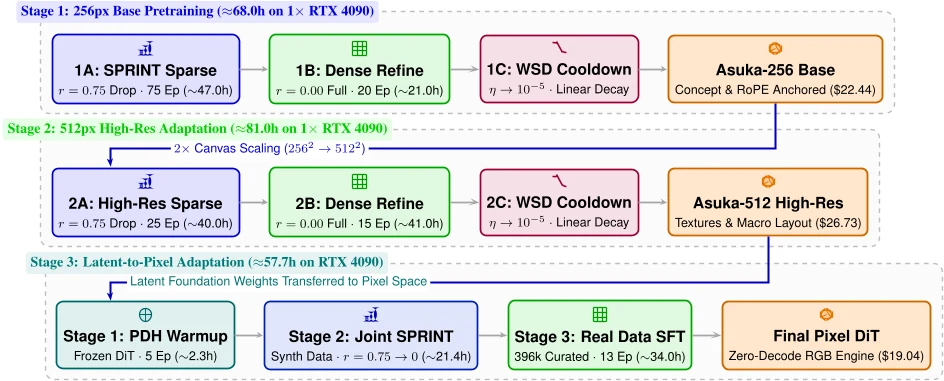 Stage 1: 256px Base Pretraining (≈68.0h on 1× RTX 4090)
1A: SPRINT Sparse
r = 0.75 Drop · 75 Ep (~47.0h)
1B: Dense Refine
r = 0.00 Full · 20 Ep (~21.0h)
1C: WSD Cooldown
η → 10⁻⁵ · Linear Decay
Asuka-256 Base
Concept & RoPE Anchored ($22.44)
Stage 2: 512px High-Res Adaptation (≈81.0h on 1× RTX 4090)
2× Canvas Scaling (256² → 512²)
2A: High-Res Sparse
r = 0.75 Drop · 25 Ep (~40.0h)
2B: Dense Refine
r = 0.00 Full · 15 Ep (~41.0h)
2C: WSD Cooldown
η → 10⁻⁵ · Linear Decay
Asuka-512 High-Res
Textures & Macro Layout ($26.73)
Stage 3: Latent-to-Pixel Adaptation (≈57.7h on RTX 4090)
Latent Foundation Weights Transferred to Pixel Space
Stage 1: PDH Warmup
Frozen DiT · 5 Ep (~2.3h)
Stage 2: Joint SPRINT
Synth Data · r = 0.75 → 0 (~21.4h)
Stage 3: Real Data SFT
396k Curated · 13 Ep (~34.0h)
Final Pixel DiT
Zero-Decode RGB Engine ($19.04)